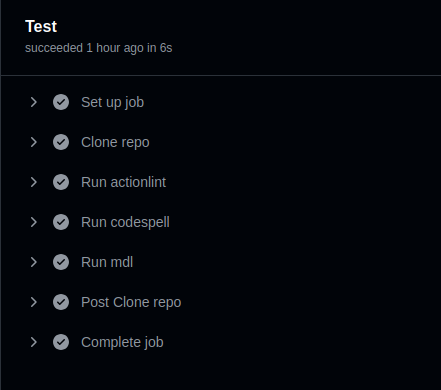 Test
succeeded 1 hour ago in 6s
Set up job
Clone repo
Run actionlint
Run codespell
Run mdl
Post Clone repo
Complete job